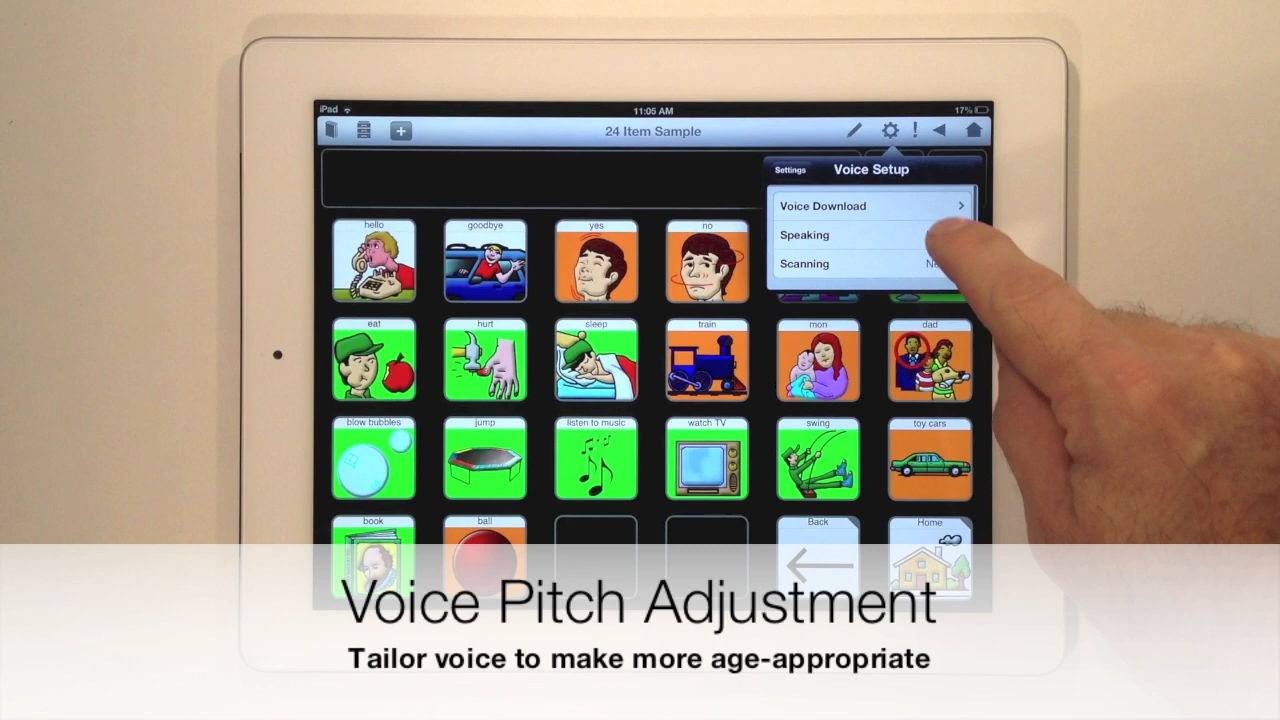 iPad 11:05 AM 17%
24 Item Sample
Settings Voice Setup
Voice Download
Speaking
Scanning
hello goodbye yes no
eat hurt sleep train mon dad
blow bubbles jump listen to music watch TV swing toy cars
book ball Back Home
Voice Pitch Adjustment
Tailor voice to make more age-appropriate